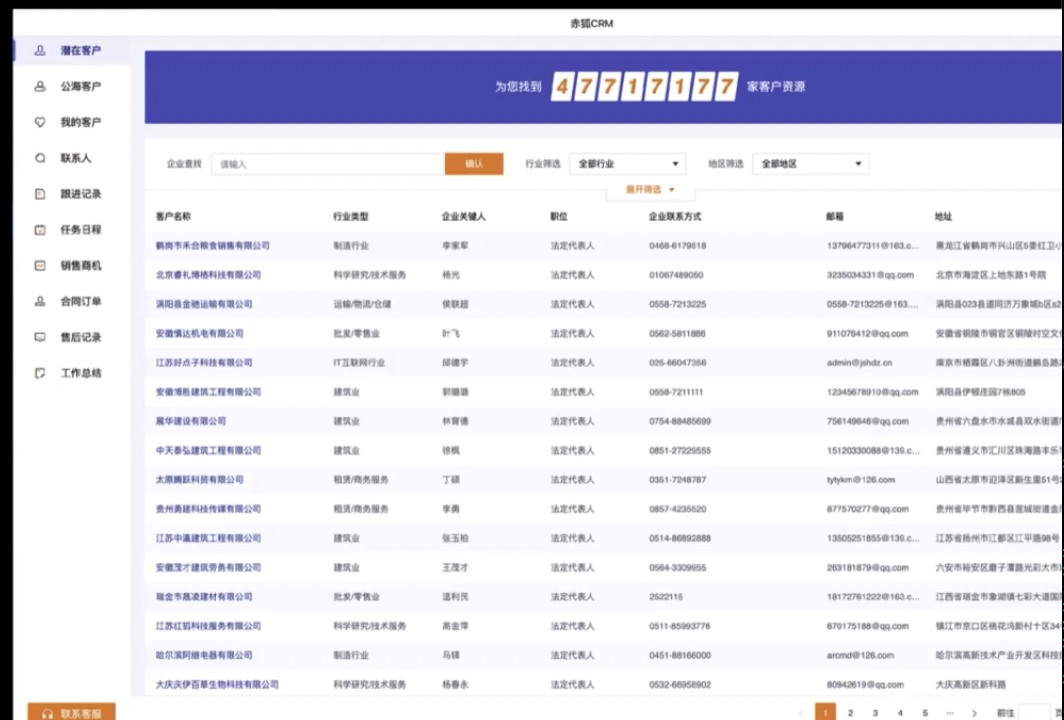 赤狐CRM
潜在客户
公海客户
我的客户
联系人
跟进记录
任务日程
销售商机
合同订单
售后记录
工作总结
联系客服
为您找到 47717177 家客户资源
企业查找 请输入 确认 行业筛选 全部行业 地区筛选 全部地区
展开筛选
客户名称 行业类型 企业关键人 职位 企业联系方式 邮箱 地址
鹤岗市禾合粮食销售有限公司 制造行业 李家军 法定代表人 0468-6179618 13796477311@163.c... 黑龙江省鹤岗市兴山区5委红卫小
北京睿礼博格科技有限公司 科学研究/技术服务 杨光 法定代表人 01067489050 3235034331@qq.com 北京市海淀区上地东路1号院
涡阳县金驰运输有限公司 运输/物流/仓储 侯联超 法定代表人 0558-7213225 0558-7213225@163.... 涡阳县023县道同济万象城b区s2
安徽慎达机电有限公司 批发/零售业 叶飞 法定代表人 0562-5811886 911076412@qq.com 安徽省铜陵市铜官区铜陵时空文
江苏好点子科技有限公司 IT互联网行业 邱德宇 法定代表人 025-66047356 admin@jshdz.cn 南京市栖霞区八卦洲街道鹂岛路
安徽博胜建筑工程有限公司 建筑业 郭璐璐 法定代表人 0558-7211111 12345678910@qq.com 涡阳县伊顿庄园7栋805
展华建设有限公司 建筑业 林育德 法定代表人 0754-88485699 756149646@qq.com 贵州省六盘水市水城县双水街道
中天泰弘建筑工程有限公司 建筑业 徐枫 法定代表人 0851-27229555 15120330088@139.c... 贵州省遵义市汇川区珠海路丰乐
太原腾跃科贸有限公司 租赁/商务服务 丁硕 法定代表人 0351-7248787 tytykm@126.com 山西省太原市迎泽区新生里51号
贵州勇建科技传媒有限公司 租赁/商务服务 李勇 法定代表人 0857-4235520 877570277@qq.com 贵州省毕节市黔西县莲城街道
江苏中瀛建筑工程有限公司 建筑业 张玉柏 法定代表人 0514-86892888 13505251855@139.c... 江苏省扬州市江都区江平路98号
安徽茂才建筑劳务有限公司 建筑业 王茂才 法定代表人 0564-3309955 263181879@qq.com 六安市裕安区磨子潭路光彩大市
瑞金市晟凌建材有限公司 批发/零售业 温利民 法定代表人 2522115 18172761222@163.c... 江西省瑞金市象湖镇七彩大道国
江苏红狐科技服务有限公司 科学研究/技术服务 高金萍 法定代表人 0511-85993776 670175188@qq.com 镇江市京口区桃花坞新村十区34
哈尔滨阿继电器有限公司 制造行业 马铎 法定代表人 0451-88166000 arcmd@126.com 哈尔滨高新技术产业开发区科技
大庆庆伊百草生物科技有限公司 科学研究/技术服务 杨春永 法定代表人 0532-66958902 80942619@qq.com 大庆高新区新科路
1 2 3 4 5 ... 前往